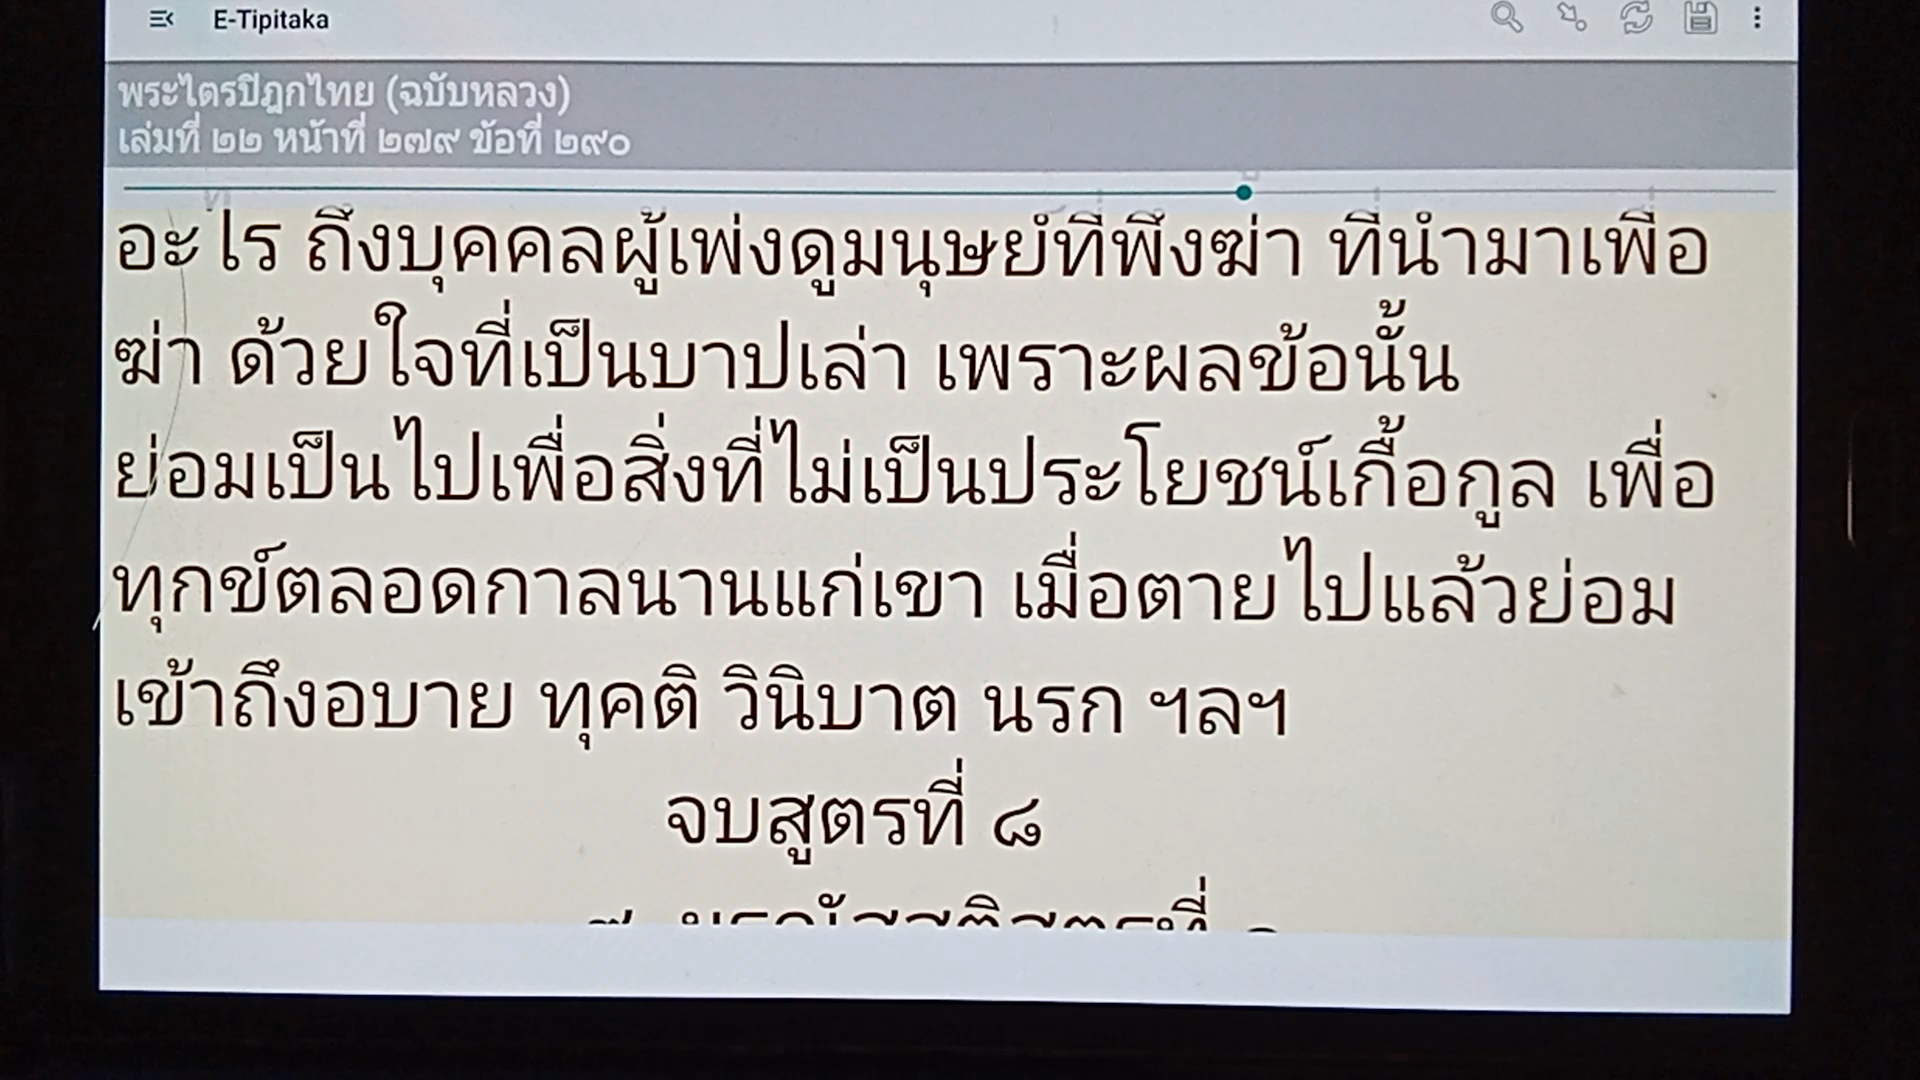 E-Tipitaka
พระไตรปิฎกไทย (ฉบับหลวง)
เล่มที่ ๒๒ หน้าที่ ๒๗๙ ข้อที่ ๒๙๐
อะไร ถึงบุคคลผู้เพ่งดูมนุษย์ที่พึงฆ่า ที่นำมาเพื่อ
ฆ่า ด้วยใจที่เป็นบาปเล่า เพราะผลข้อนั้น
ย่อมเป็นไปเพื่อสิ่งที่ไม่เป็นประโยชน์เกื้อกูล เพื่อ
ทุกข์ตลอดกาลนานแก่เขา เมื่อตายไปแล้วย่อม
เข้าถึงอบาย ทุคติ วินิบาต นรก ฯลฯ
จบสูตรที่ ๘